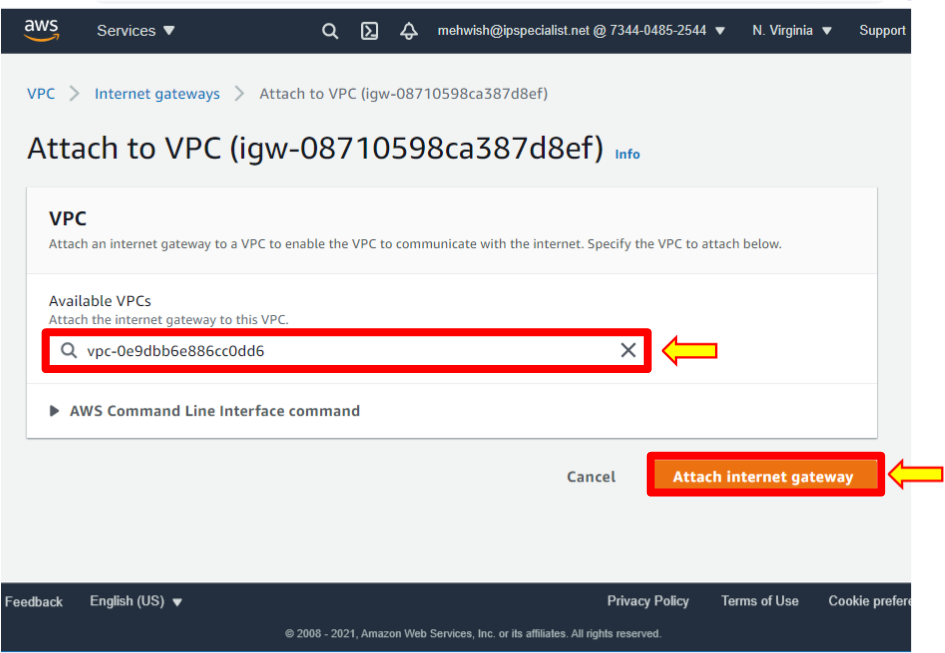 aws Services mehwish@ipspecialist.net @ 7344-0485-2544 N. Virginia Support
VPC > Internet gateways > Attach to VPC (igw-08710598ca387d8ef)
Attach to VPC (igw-08710598ca387d8ef) Info
VPC
Attach an internet gateway to a VPC to enable the VPC to communicate with the internet. Specify the VPC to attach below.
Available VPCs
Attach the internet gateway to this VPC.
vpc-0e9dbb6e886cc0dd6
AWS Command Line Interface command
Cancel Attach internet gateway
Feedback English (US) Privacy Policy Terms of Use Cookie prefere
© 2008 - 2021, Amazon Web Services, Inc. or its affiliates. All rights reserved.